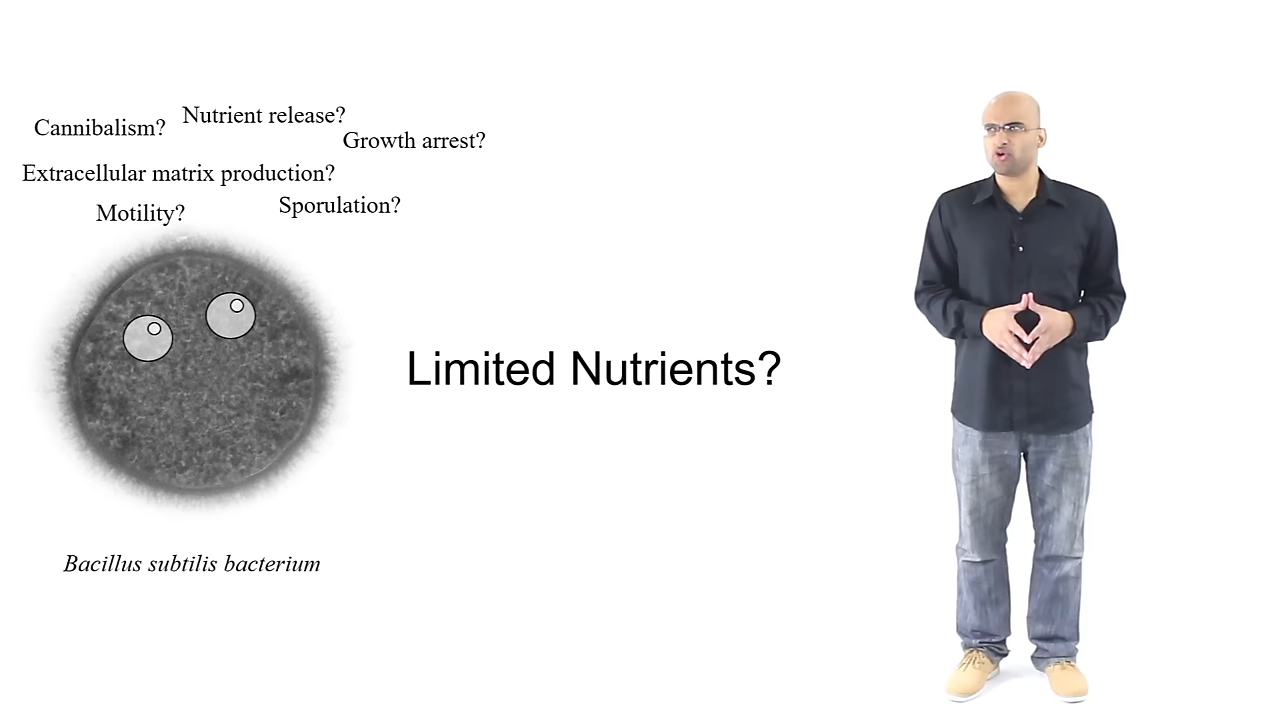 Cannibalism?
Nutrient release?
Growth arrest?
Extracellular matrix production?
Motility?
Sporulation?
Limited Nutrients?
Bacillus subtilis bacterium